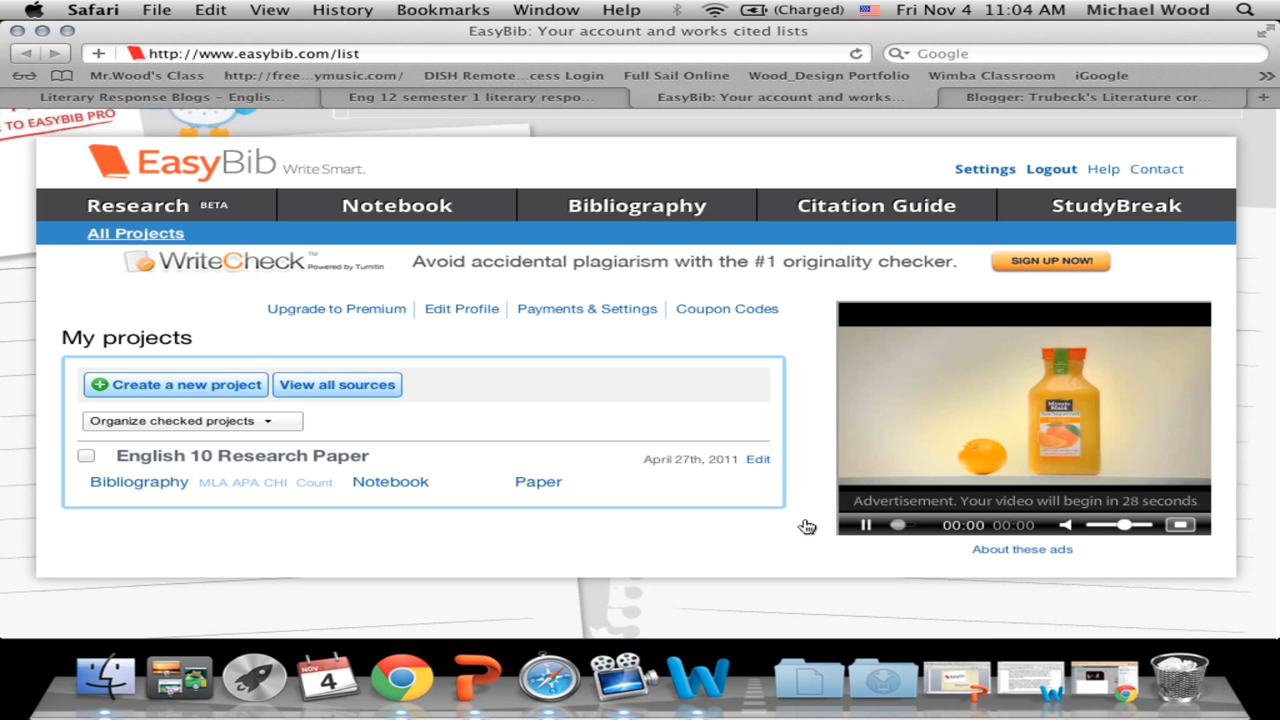 Safari File Edit View History Bookmarks Window Help (Charged) Fri Nov 4 11:04 AM Michael Wood
EasyBib: Your account and works cited lists
http://www.easybib.com/list
Google
Mr.Wood's Class http://free...ymusic.com/ DISH Remote...cess Login Full Sail Online Wood_Design Portfolio Wimba Classroom iGoogle
Literary Response Blogs – Englis... Eng 12 semester 1 literary respo... EasyBib: Your account and works... Blogger: Trubeck's Literature cor...
TO EASYBIB PRO
EasyBib Write Smart.
Settings Logout Help Contact
Research BETA Notebook Bibliography Citation Guide StudyBreak
All Projects
WriteCheck™ Powered by Turnitin Avoid accidental plagiarism with the #1 originality checker. SIGN UP NOW!
Upgrade to Premium Edit Profile Payments & Settings Coupon Codes
My projects
Create a new project View all sources
Organize checked projects
English 10 Research Paper April 27th, 2011 Edit
Bibliography MLA APA CHI Count Notebook Paper
Minute Maid
Advertisement. Your video will begin in 28 seconds.
00:00 00:00
About these ads
NOV
4